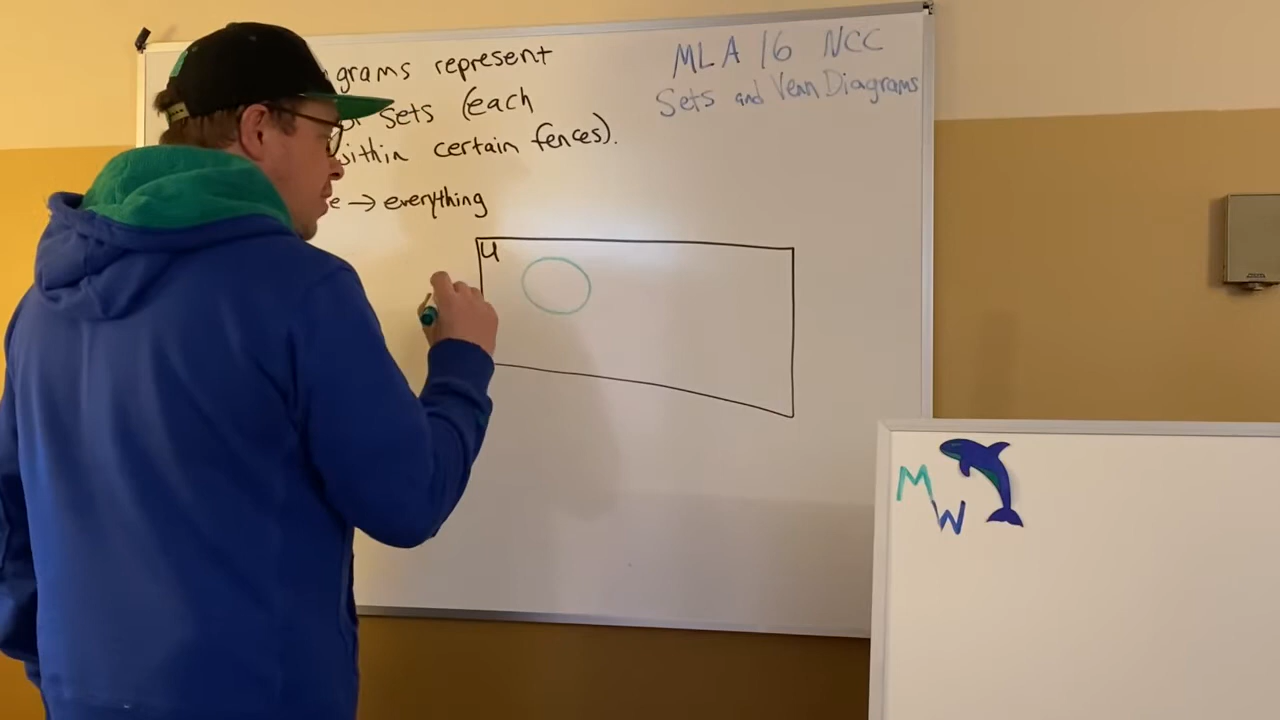 grams represent
sets (each
within certain fences).
e → everything
MLA 16 NCC
Sets and Venn Diagrams
U
M
W